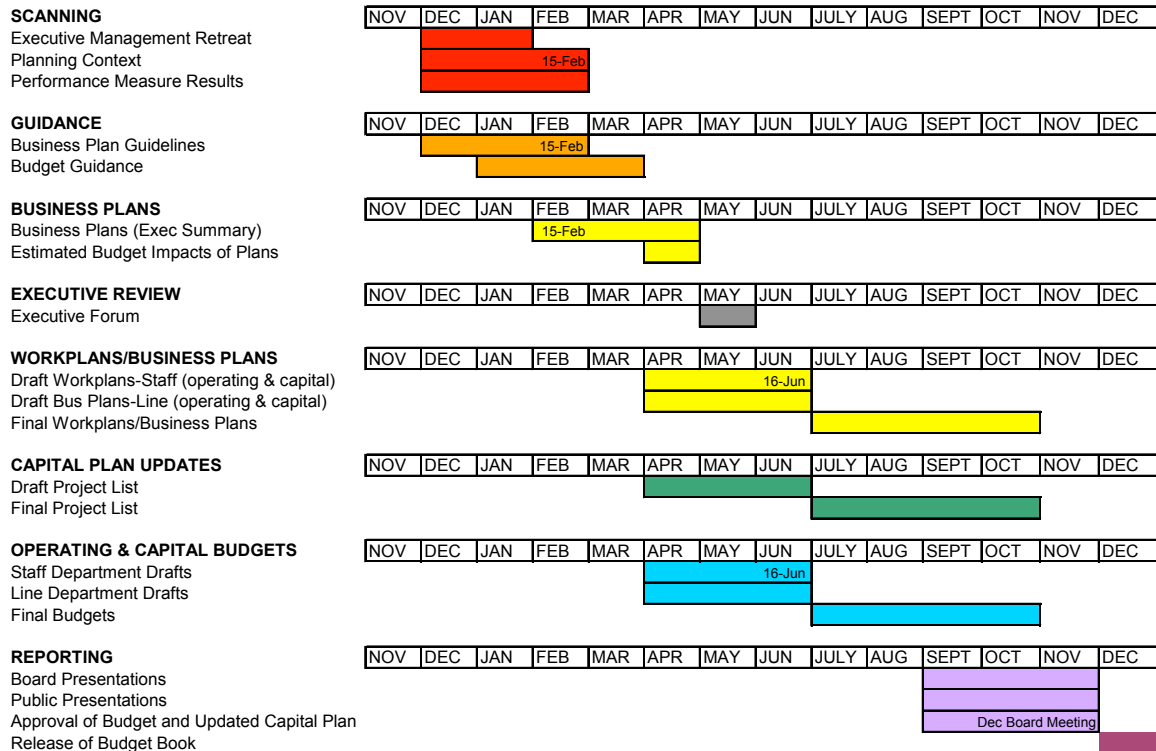 SCANNING NOV DEC JAN FEB MAR APR MAY JUN JULY AUG SEPT OCT NOV DEC
Executive Management Retreat
Planning Context 15-Feb
Performance Measure Results
GUIDANCE NOV DEC JAN FEB MAR APR MAY JUN JULY AUG SEPT OCT NOV DEC
Business Plan Guidelines 15-Feb
Budget Guidance
BUSINESS PLANS NOV DEC JAN FEB MAR APR MAY JUN JULY AUG SEPT OCT NOV DEC
Business Plans (Exec Summary) 15-Feb
Estimated Budget Impacts of Plans
EXECUTIVE REVIEW NOV DEC JAN FEB MAR APR MAY JUN JULY AUG SEPT OCT NOV DEC
Executive Forum
WORKPLANS/BUSINESS PLANS NOV DEC JAN FEB MAR APR MAY JUN JULY AUG SEPT OCT NOV DEC
Draft Workplans-Staff (operating & capital) 16-Jun
Draft Bus Plans-Line (operating & capital)
Final Workplans/Business Plans
CAPITAL PLAN UPDATES NOV DEC JAN FEB MAR APR MAY JUN JULY AUG SEPT OCT NOV DEC
Draft Project List
Final Project List
OPERATING & CAPITAL BUDGETS NOV DEC JAN FEB MAR APR MAY JUN JULY AUG SEPT OCT NOV DEC
Staff Department Drafts 16-Jun
Line Department Drafts
Final Budgets
REPORTING NOV DEC JAN FEB MAR APR MAY JUN JULY AUG SEPT OCT NOV DEC
Board Presentations
Public Presentations
Approval of Budget and Updated Capital Plan Dec Board Meeting
Release of Budget Book